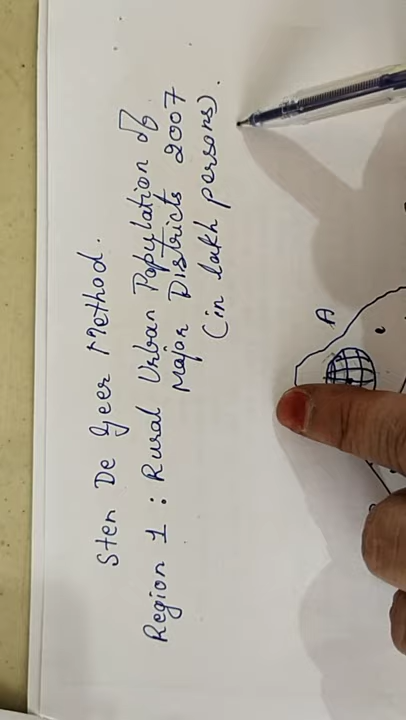 Sten De Geer Method.
Region 1 : Rural Urban Population of
Major Districts 2007
(in lakh persons).
A